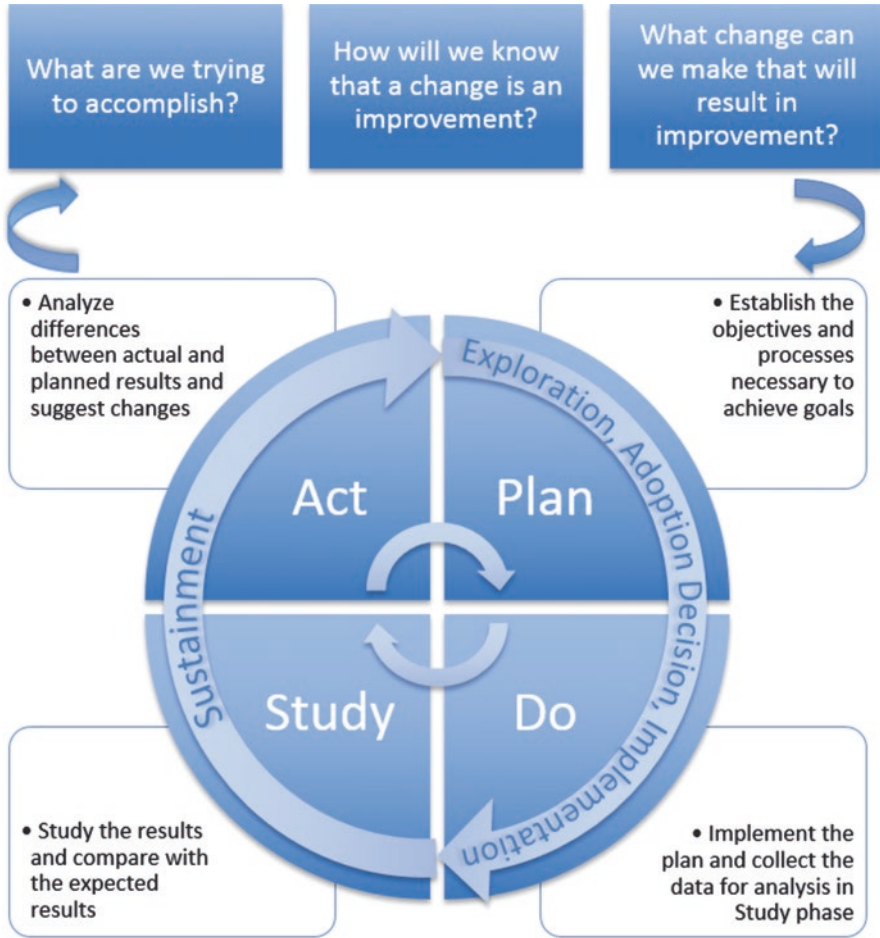 What are we trying
to accomplish?
How will we know
that a change is an
improvement?
What change can
we make that will
result in
improvement?
• Analyze
differences
between actual and
planned results and
suggest changes
• Establish the
objectives and
processes
necessary to
achieve goals
Exploration, Adoption Decision, Implementation
Sustainment
Act
Plan
Study
Do
• Study the results
and compare with
the expected
results
• Implement the
plan and collect the
data for analysis in
Study phase